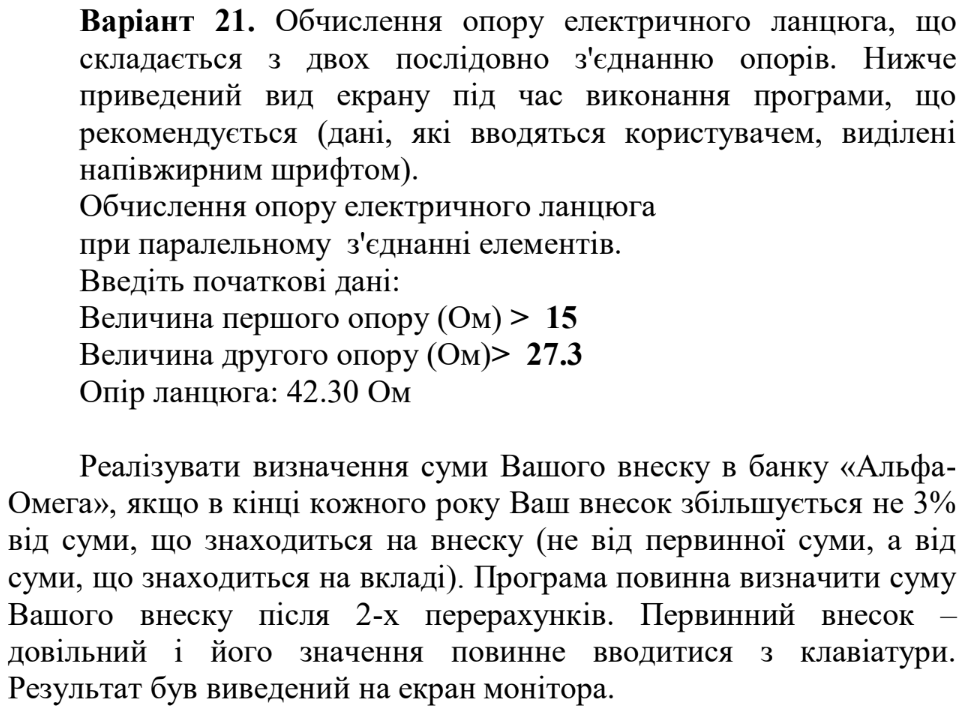 Варіант 21. Обчислення опору електричного ланцюга, що
складається з двох послідовно з'єднанню опорів. Нижче
приведений вид екрану під час виконання програми, що
рекомендується (дані, які вводяться користувачем, виділені
напівжирним шрифтом).
Обчислення опору електричного ланцюга
при паралельному з'єднанні елементів.
Введіть початкові дані:
Величина першого опору (Ом) > 15
Величина другого опору (Ом)> 27.3
Опір ланцюга: 42.30 Ом
Реалізувати визначення суми Вашого внеску в банку «Альфа-
Омега», якщо в кінці кожного року Ваш внесок збільшується не 3%
від суми, що знаходиться на внеску (не від первинної суми, а від
суми, що знаходиться на вкладі). Програма повинна визначити суму
Вашого внеску після 2-х перерахунків. Первинний внесок –
довільний і його значення повинне вводитися з клавіатури.
Результат був виведений на екран монітора.